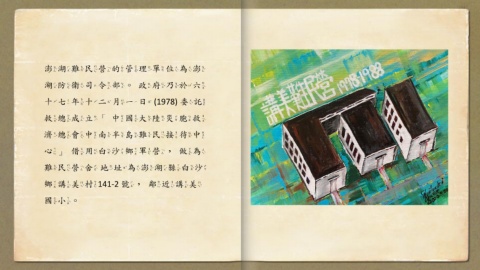 澎湖難民營的管理單位為澎
湖防衛司令部。政府乃於六
十七年十二月一日(1978)委託
救總成立「中國大陸災胞救
濟總會中南半島難民接待中
心」借用白沙鄉軍營，做為
難民營舍地址為澎湖縣白沙
鄉講美村141-2號，鄰近講美
國小。
講美難民營
1978-1988